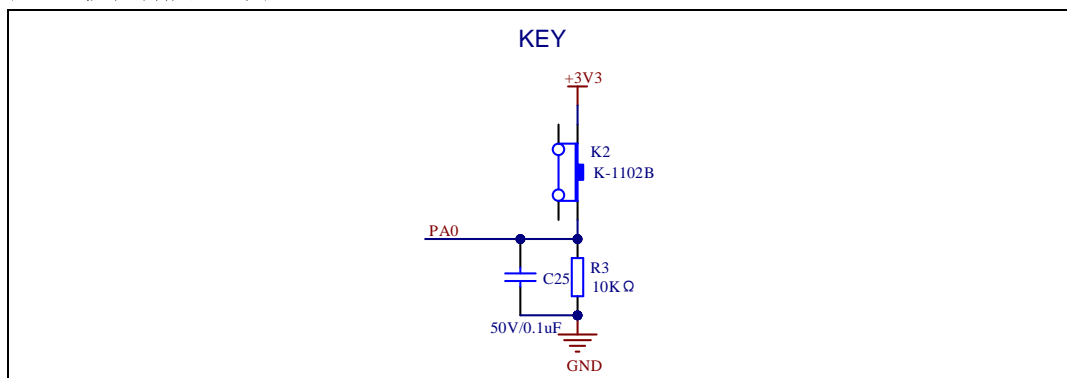 KEY
+3V3
K2
K-1102B
PA0
C25
R3
10KΩ
50V/0.1uF
GND